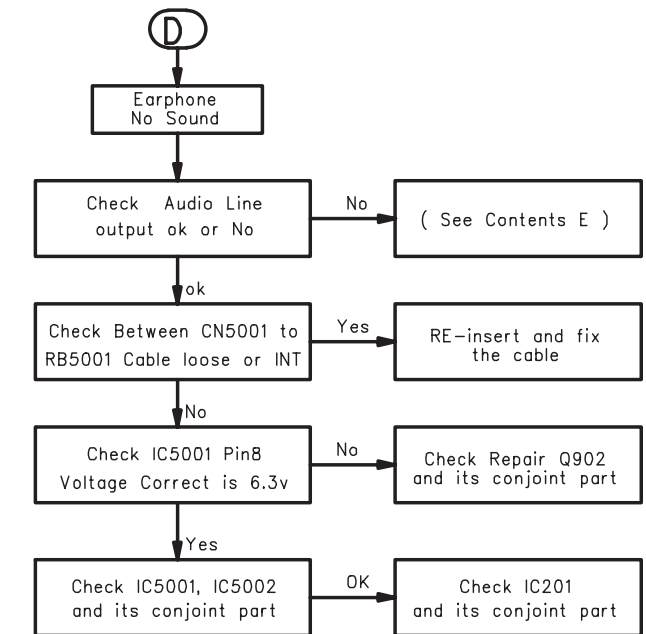 D
Earphone
No Sound
Check Audio Line
output ok or No
No
( See Contents E )
ok
Check Between CN5001 to
RB5001 Cable loose or INT
Yes
RE-insert and fix
the cable
No
Check IC5001 Pin8
Voltage Correct is 6.3v
No
Check Repair Q902
and its conjoint part
Yes
Check IC5001, IC5002
and its conjoint part
OK
Check IC201
and its conjoint part